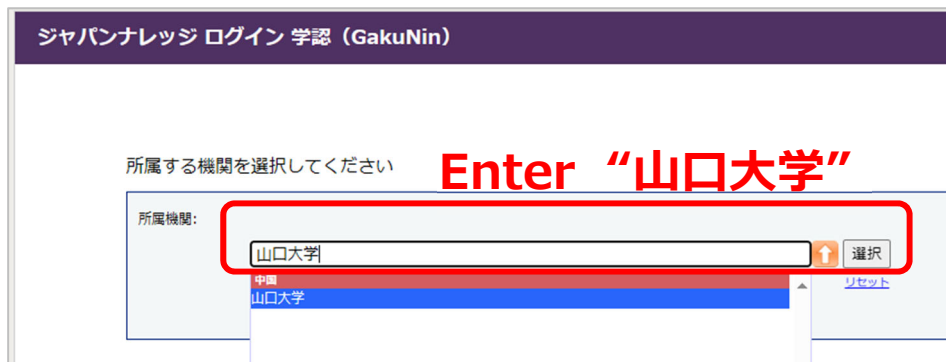 ジャパンナレッジ ログイン 学認（GakuNin）
所属する機関を選択してください
Enter “山口大学”
所属機関:
山口大学
選択
中国
リセット
山口大学